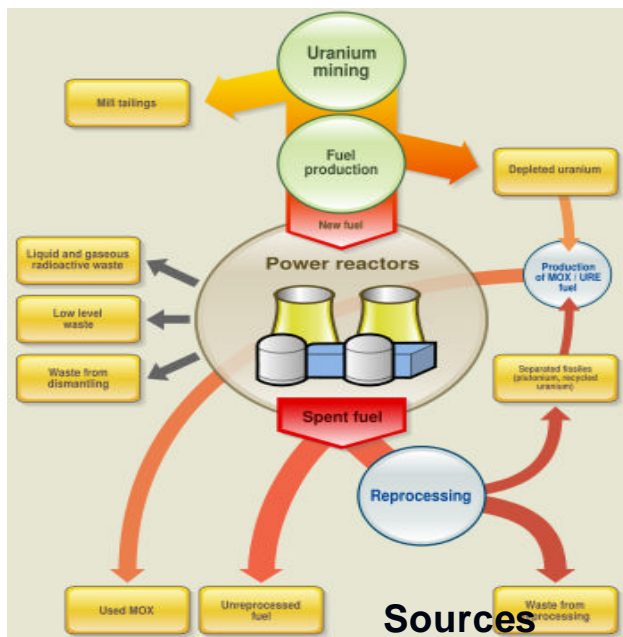 Uranium
mining
Mill tailings
Fuel
production
Depleted uranium
New fuel
Liquid and gaseous
radioactive waste
Power reactors
Production
of MOX / URE
fuel
Low level
waste
Waste from
dismantling
Separated fissiles
(plutonium, recycled
uranium)
Spent fuel
Reprocessing
Used MOX
Unreprocessed
fuel
Sources
Waste from